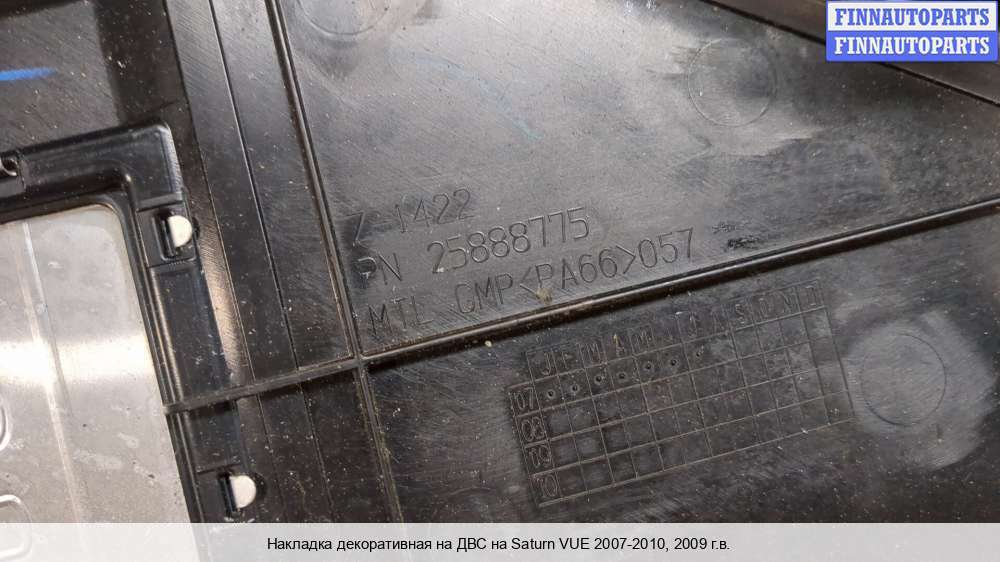 FINNAUTOPARTS
FINNAUTOPARTS
Z 1422
PN 25888775
MTL GMP<PA66>057
J F M A M J J A S O N D
07
08
09
10
Накладка декоративная на ДВС на Saturn VUE 2007-2010, 2009 г.в.